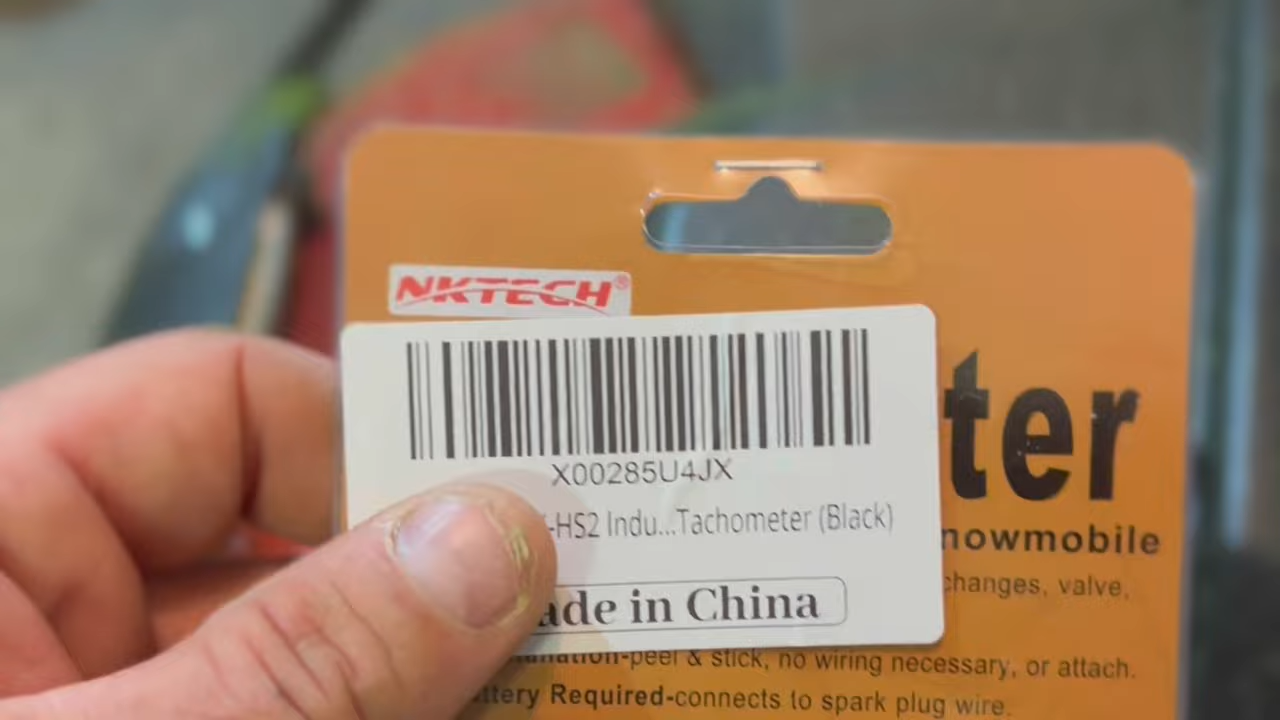 NKTECH®
X00285U4JX
-HS2 Indu...Tachometer (Black)
ade in China
ter
nowmobile
changes, valve,
-peel & stick, no wiring necessary, or attach.
ttery Required-connects to spark plug wire.